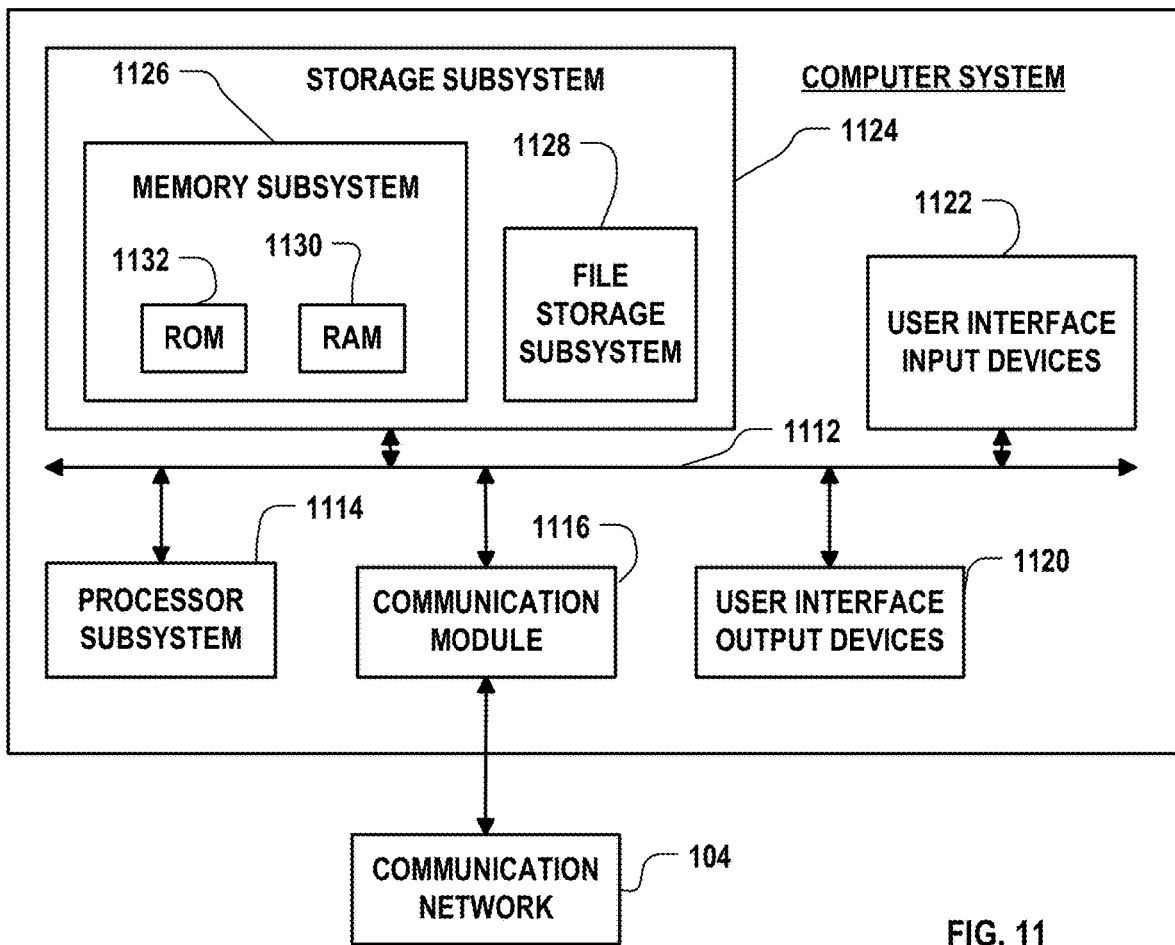 STORAGE SUBSYSTEM
COMPUTER SYSTEM
1126
1124
1128
MEMORY SUBSYSTEM
1122
1132
1130
FILE
STORAGE
SUBSYSTEM
ROM
RAM
USER INTERFACE
INPUT DEVICES
1112
1114
1116
1120
PROCESSOR
SUBSYSTEM
COMMUNICATION
MODULE
USER INTERFACE
OUTPUT DEVICES
COMMUNICATION
NETWORK
104
FIG. 11